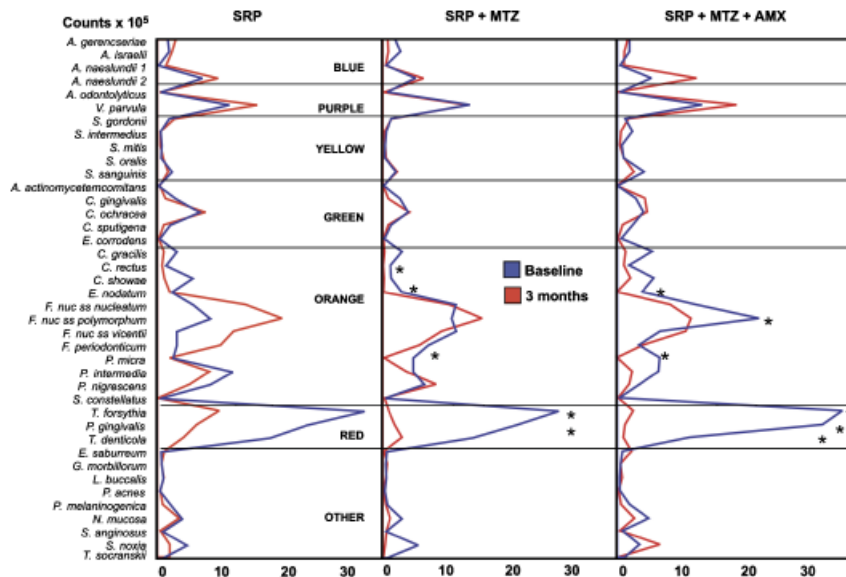 Counts x 10⁵
SRP
SRP + MTZ
SRP + MTZ + AMX
A. gerencseriae
A. israelii
A. naeslundii 1
A. naeslundii 2
BLUE
A. odontolyticus
V. parvula
PURPLE
S. gordonii
S. intermedius
S. mitis
S. oralis
S. sanguinis
YELLOW
A. actinomycetemcomitans
C. gingivalis
C. ochracea
C. sputigena
E. corrodens
GREEN
C. gracilis
C. rectus
*
C. showae
E. nodatum
* *
F. nuc ss nucleatum
F. nuc ss polymorphum
*
F. nuc ss vicentii
F. periodonticum
P. micra
* *
P. intermedia
P. nigrescens
S. constellatus
ORANGE
Baseline
3 months
T. forsythia
*
P. gingivalis
* *
T. denticola
*
RED
E. saburreum
G. morbillorum
L. buccalis
P. acnes
P. melaninogenica
N. mucosa
S. anginosus
S. noxia
T. socranskii
OTHER
0 10 20 30
0 10 20 30
0 10 20 30